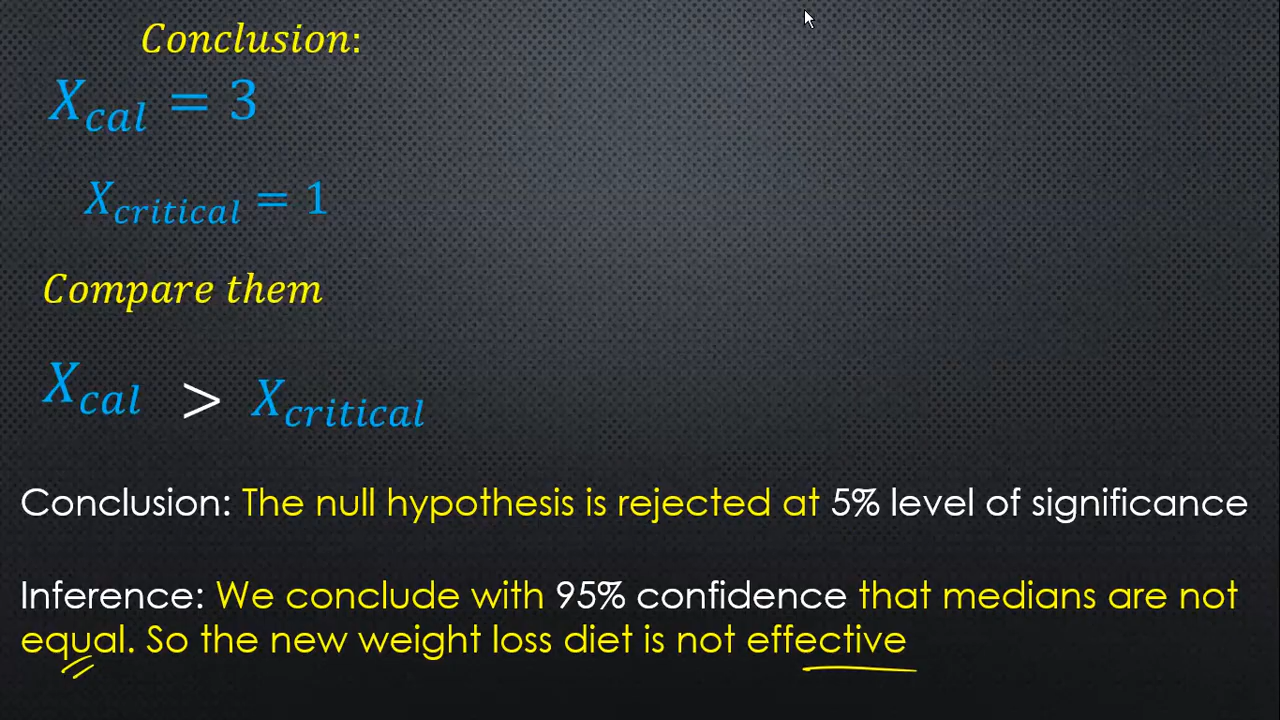 Conclusion:
X_cal = 3
X_critical = 1
Compare them
X_cal > X_critical
Conclusion: The null hypothesis is rejected at 5% level of significance
Inference: We conclude with 95% confidence that medians are not
equal. So the new weight loss diet is not effective